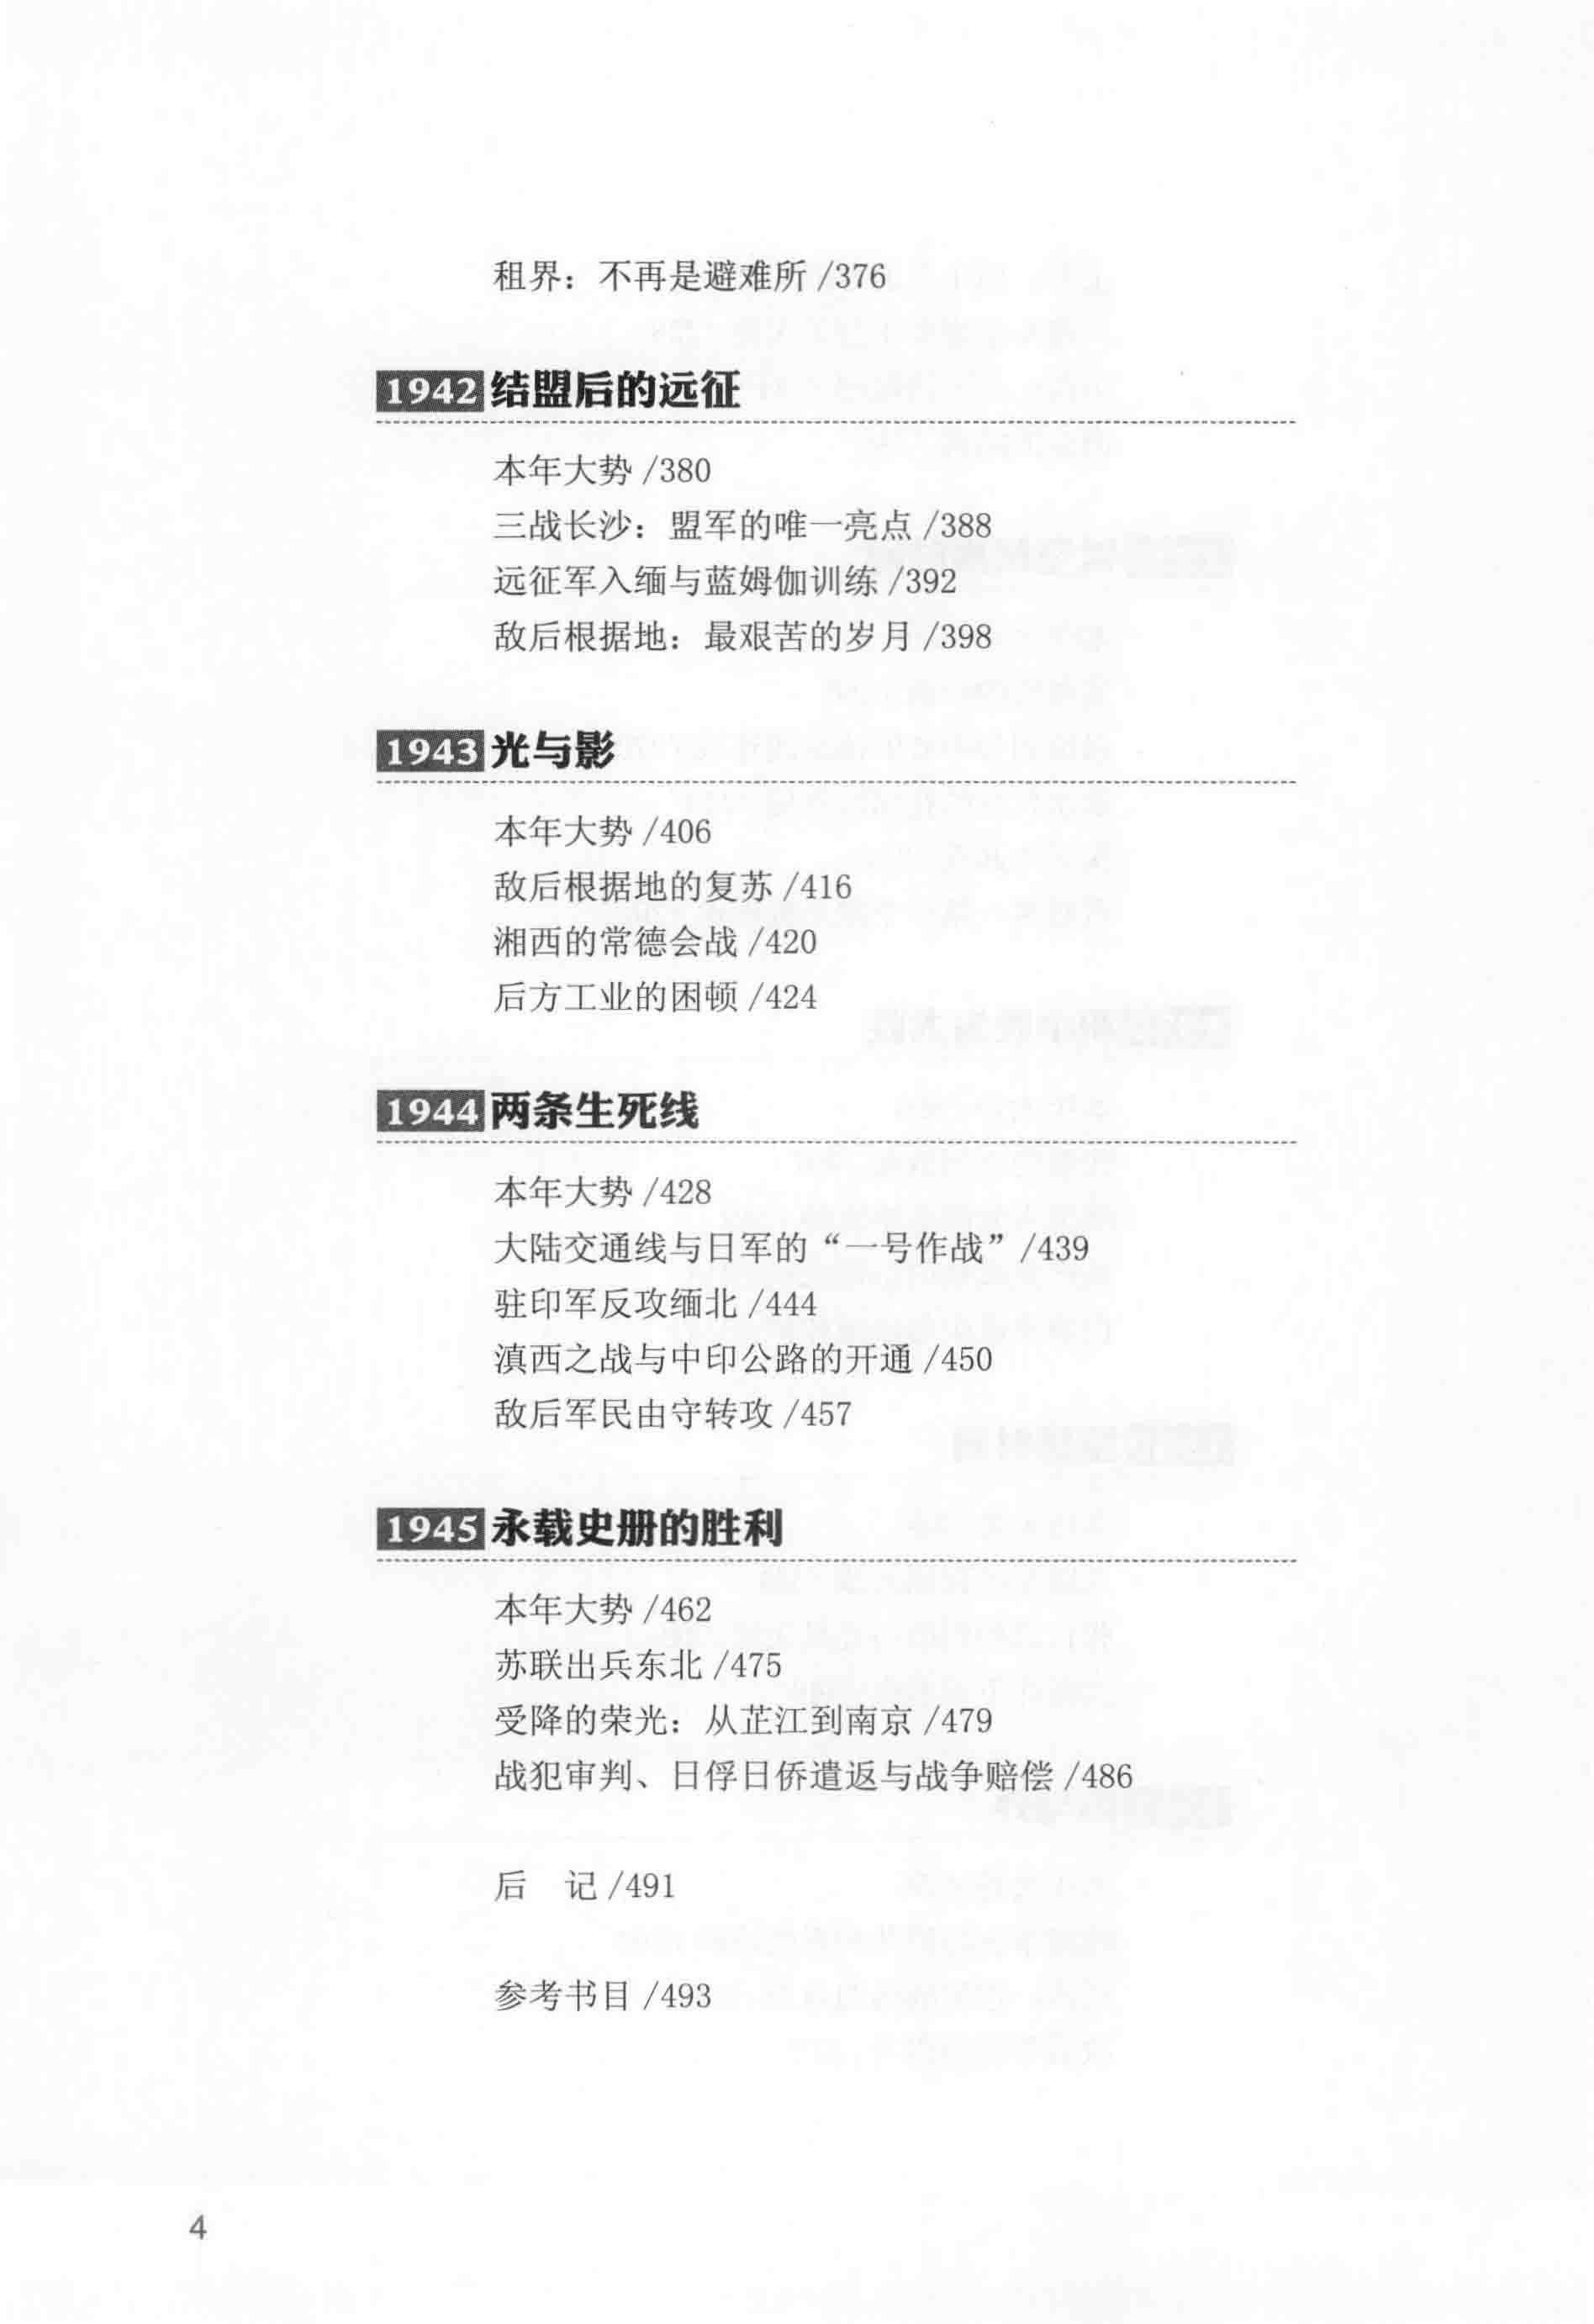 租界：不再是避难所 /376
1942 结盟后的远征
本年大势 /380
三战长沙：盟军的唯一亮点 /388
远征军入缅与蓝姆伽训练 /392
敌后根据地：最艰苦的岁月 /398
1943 光与影
本年大势 /406
敌后根据地的复苏 /416
湘西的常德会战 /420
后方工业的困顿 /424
1944 两条生死线
本年大势 /428
大陆交通线与日军的“一号作战” /439
驻印军反攻缅北 /444
滇西之战与中印公路的开通 /450
敌后军民由守转攻 /457
1945 永载史册的胜利
本年大势 /462
苏联出兵东北 /475
受降的荣光：从芷江到南京 /479
战犯审判、日俘日侨遣返与战争赔偿 /486
后　记 /491
参考书目 /493
4